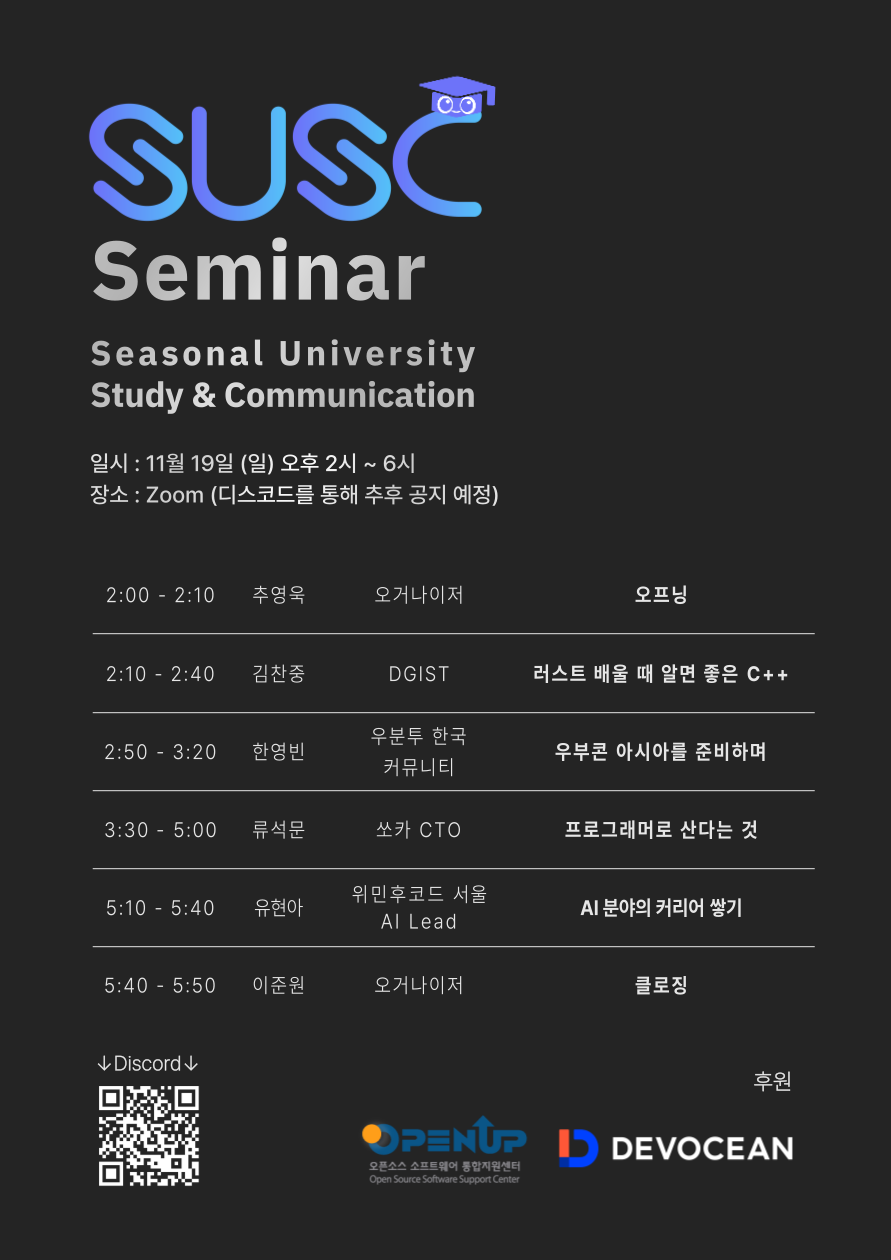 SUSC
Seminar
Seasonal University
Study & Communication
일시 : 11월 19일 (일) 오후 2시 ~ 6시
장소 : Zoom (디스코드를 통해 추후 공지 예정)
2:00 - 2:10 추영욱 오거나이저 오프닝
2:10 - 2:40 김찬중 DGIST 러스트 배울 때 알면 좋은 C++
2:50 - 3:20 한영빈 우분투 한국 우부콘 아시아를 준비하며
커뮤니티
3:30 - 5:00 류석문 쏘카 CTO 프로그래머로 산다는 것
5:10 - 5:40 유현아 위민후코드 서울 AI 분야의 커리어 쌓기
AI Lead
5:40 - 5:50 이준원 오거나이저 클로징
↓Discord↓
후원
OPENUP
오픈소스 소프트웨어 통합지원센터
Open Source Software Support Center
DEVOCEAN